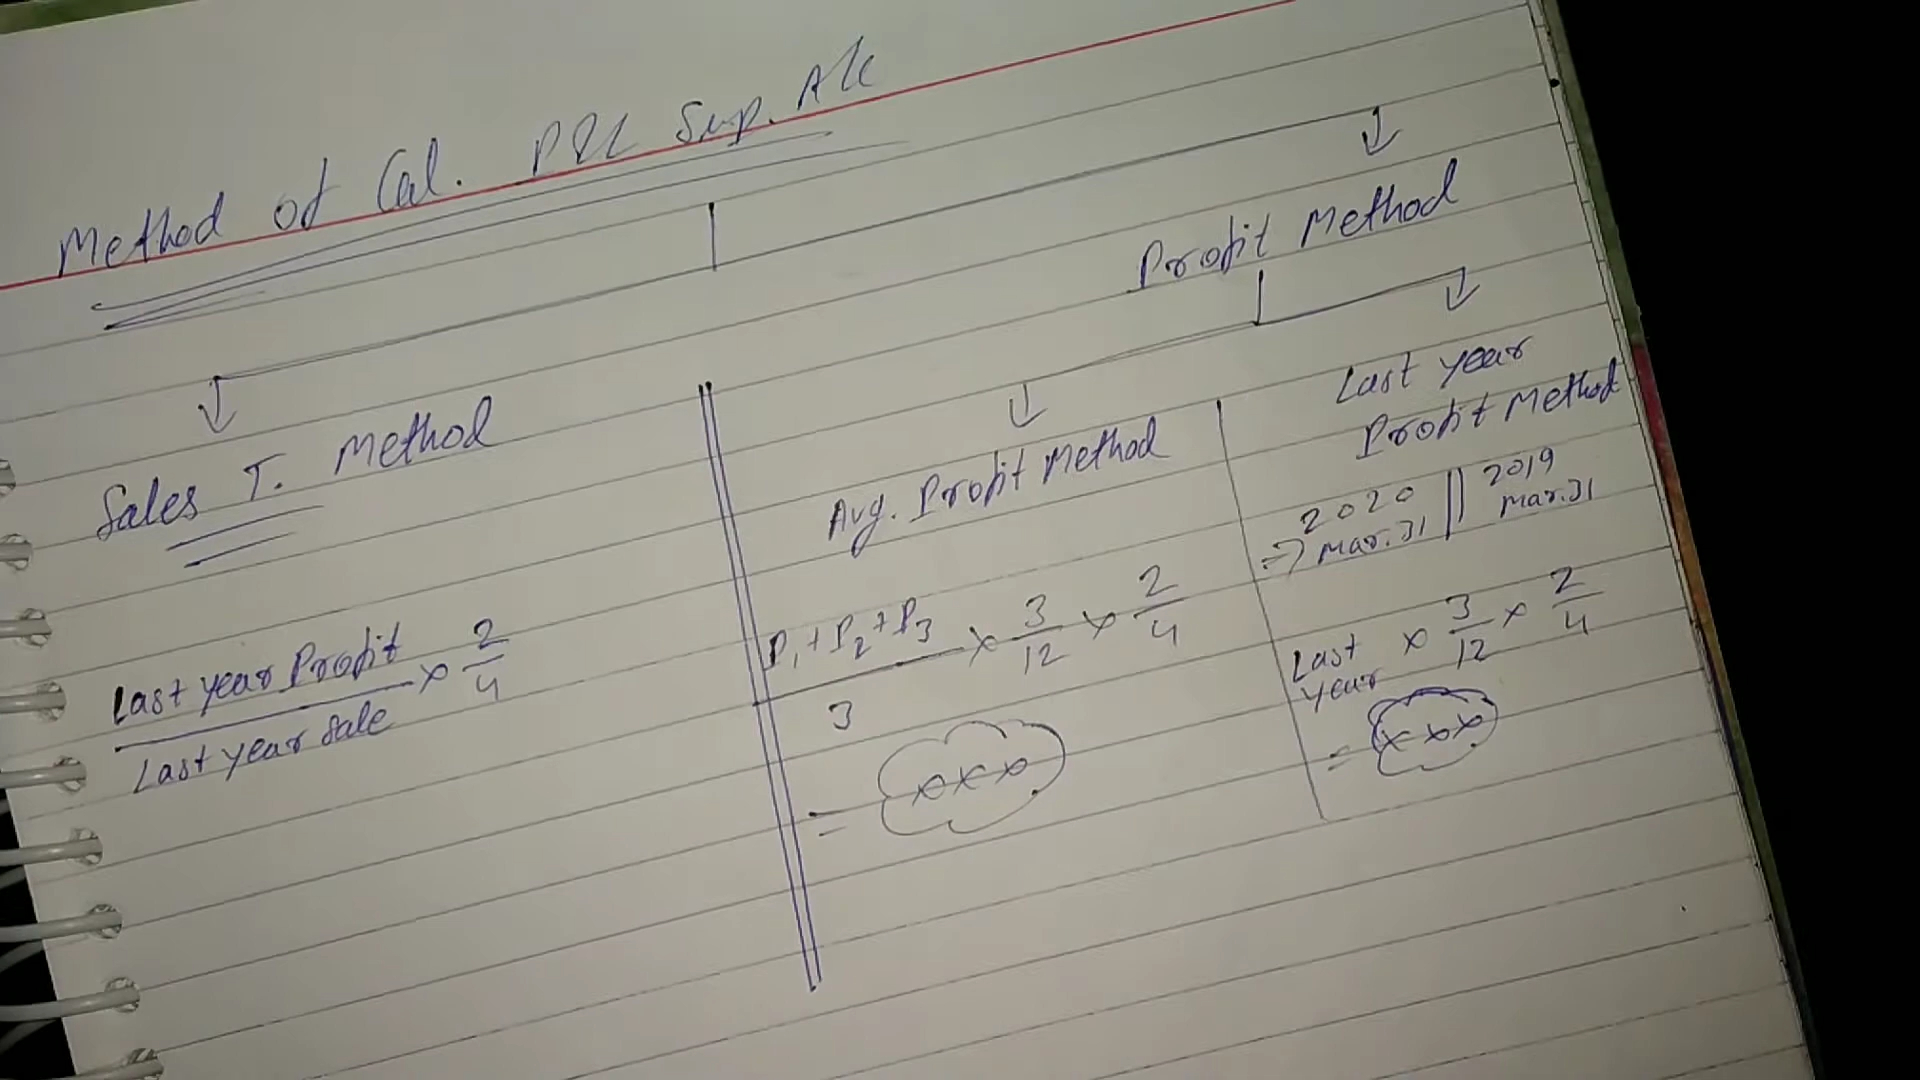 Method of Cal. P&L Sup. A/c
Sales T. Method
Last year Profit / Last year sale × 2/4
Profit Method
Avg. Profit Method
P1 + P2 + P3 / 3 × 3/12 × 2/4
= xxx
Last year
Profit Method
⇒ 2020 || 2019
Mar. 31 Mar. 31
Last year × 3/12 × 2/4
= xxx